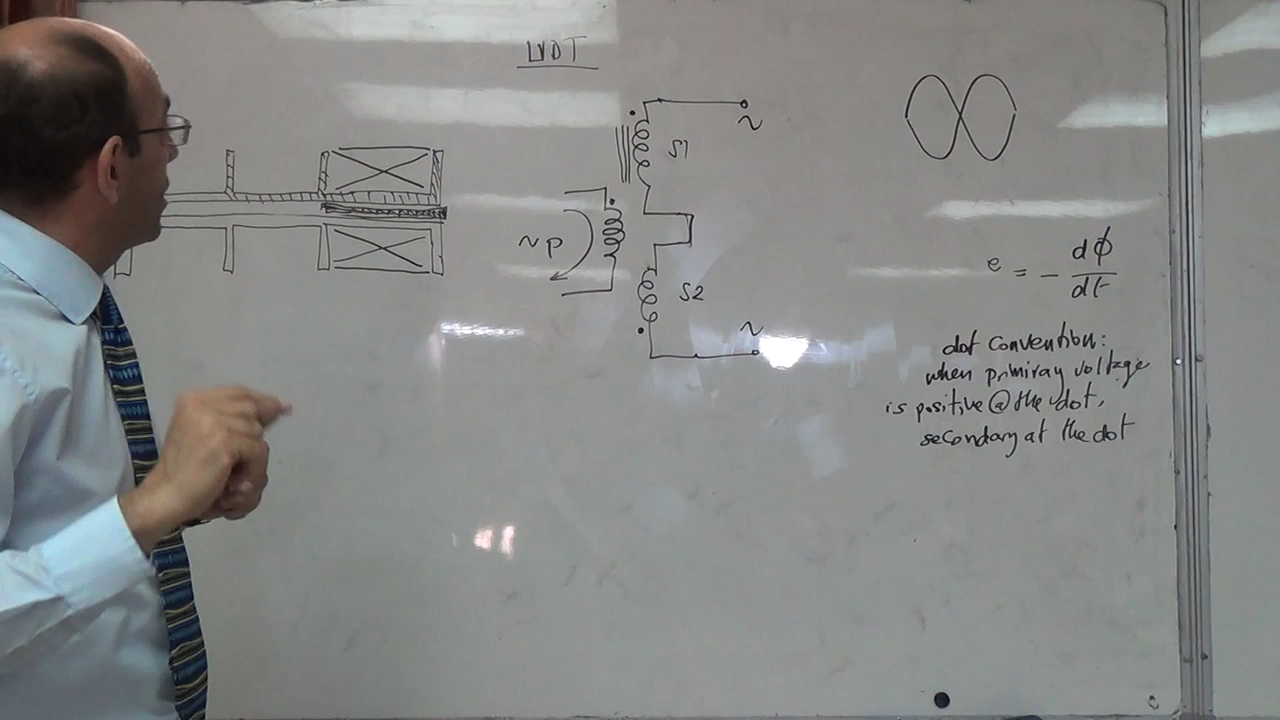 LVDT
S1
~
~P
S2
~
e = - dΦ/dt
dot convention:
when primiray voltage
is positive @ the dot,
secondary at the dot